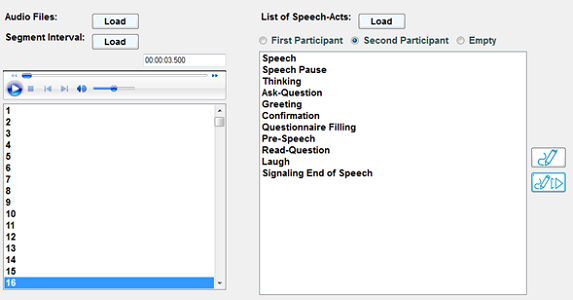 Audio Files: Load
Segment Interval: Load
00:00:03.500
1
2
3
4
5
6
7
8
9
10
11
12
13
14
15
16
List of Speech-Acts: Load
First Participant Second Participant Empty
Speech
Speech Pause
Thinking
Ask-Question
Greeting
Confirmation
Questionnaire Filling
Pre-Speech
Read-Question
Laugh
Signaling End of Speech